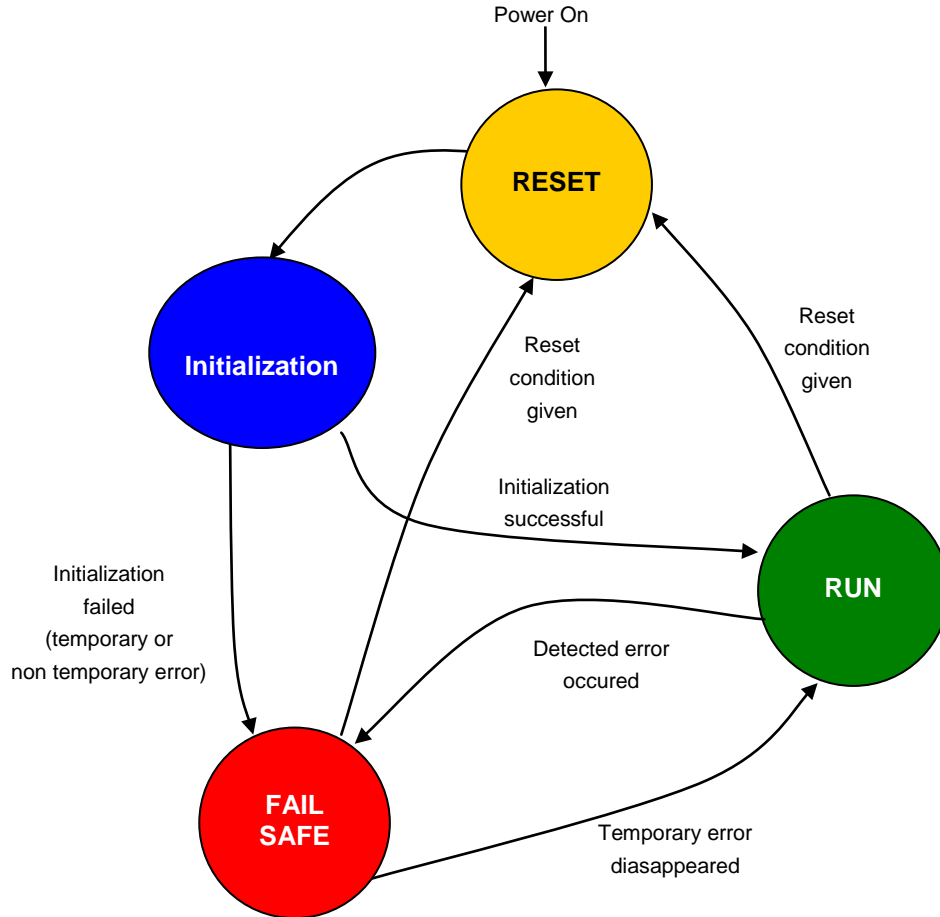 Power On
RESET
Initialization
Reset
condition
given
Reset
condition
given
Initialization
successful
RUN
Initialization
failed
(temporary or
non temporary error)
Detected error
occured
FAIL
SAFE
Temporary error
diasappeared